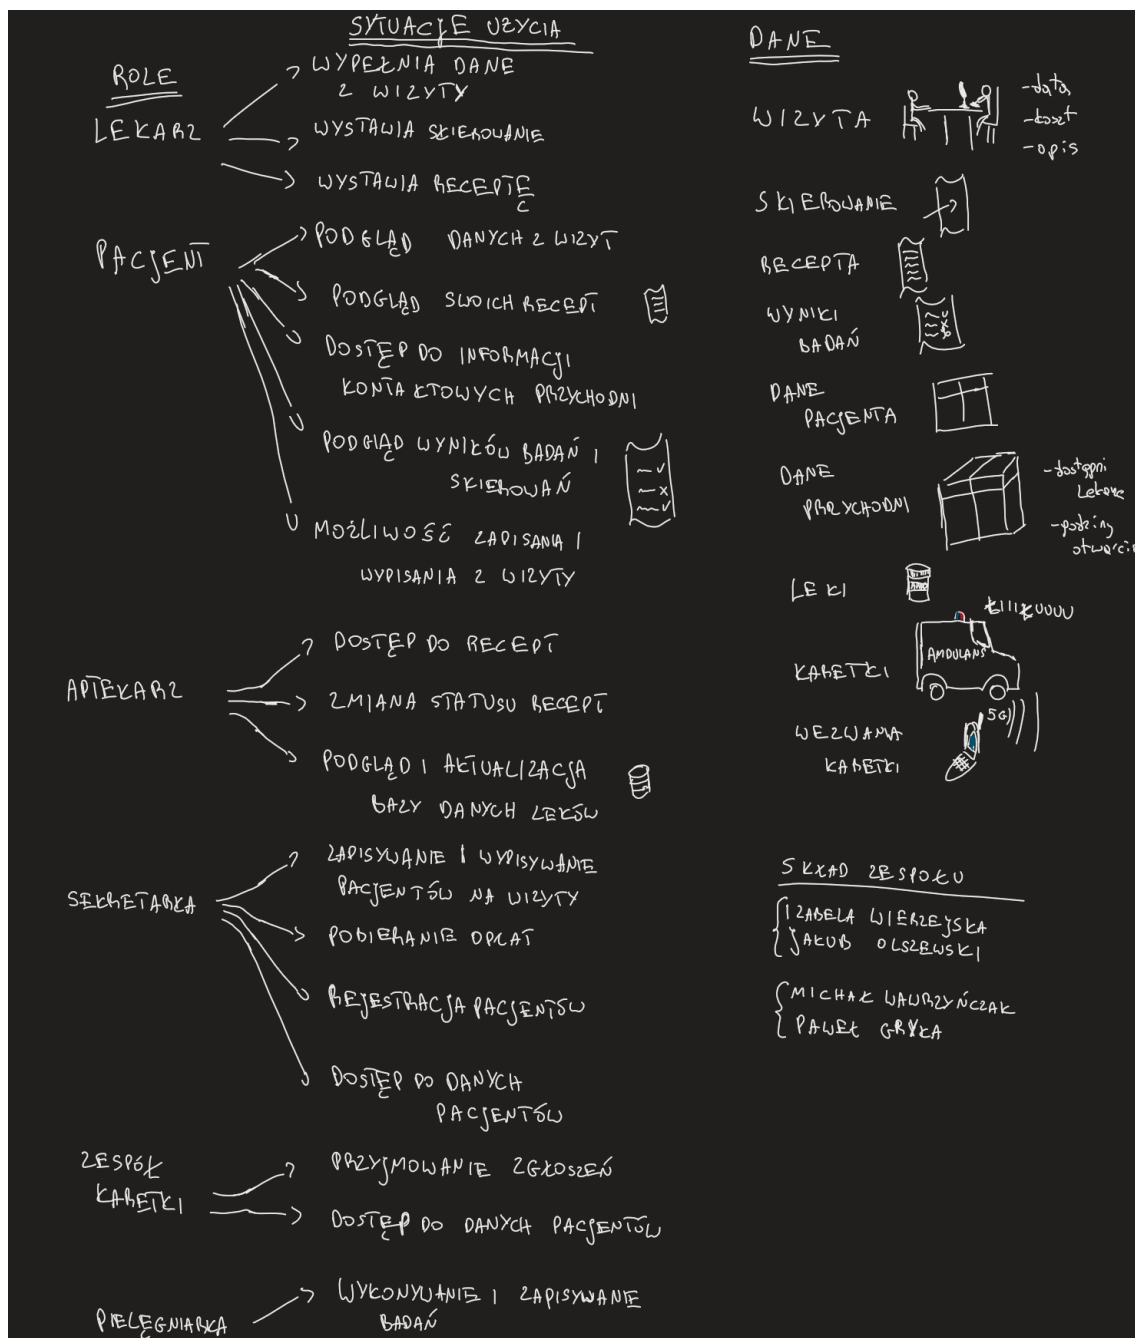 SYTUACJE UŻYCIA
ROLE
LEKARZ
WYPEŁNIA DANE
Z WIZYTY
WYSTAWIA SKIEROWANIE
WYSTAWIA RECEPTĘ
PACJENT
PODGLĄD DANYCH Z WIZYT
PODGLĄD SWOICH RECEPT
DOSTĘP DO INFORMACJI
KONTAKTOWYCH PRZYCHODNI
PODGLĄD WYNIKÓW BADAŃ I
SKIEROWAŃ
MOŻLIWOŚĆ ZAPISANIA I
WYPISANIA Z WIZYTY
APTEKARZ
DOSTĘP DO RECEPT
ZMIANA STATUSU RECEPT
PODGLĄD I AKTUALIZACJA
BAZY DANYCH LEKÓW
SEKRETARKA
ZAPISYWANIE I WYPISYWANIE
PACJENTÓW NA WIZYTY
POBIERANIE OPŁAT
REJESTRACJA PACJENTÓW
DOSTĘP DO DANYCH
PACJENTÓW
ZESPÓŁ
KARETKI
PRZYJMOWANIE ZGŁOSZEŃ
DOSTĘP DO DANYCH PACJENTÓW
PIELĘGNIARKA
WYKONYWANIE I ZAPISYWANIE
BADAŃ
DANE
WIZYTA
-data
-koszt
-opis
SKIEROWANIE
RECEPTA
WYNIKI
BADAŃ
DANE
PACJENTA
DANE
PRZYCHODNI
-dostępni
Lekarze
-godziny
otwarcia
LEKI
KARETKI
AMBULANS
WEZWANIA
KARETKI
5G
SKŁAD ZESPOŁU
IZABELA WIERZEJSKA
JAKUB OLSZEWSKI
MICHAŁ WAWRZYŃCZAK
PAWEŁ GRYKA